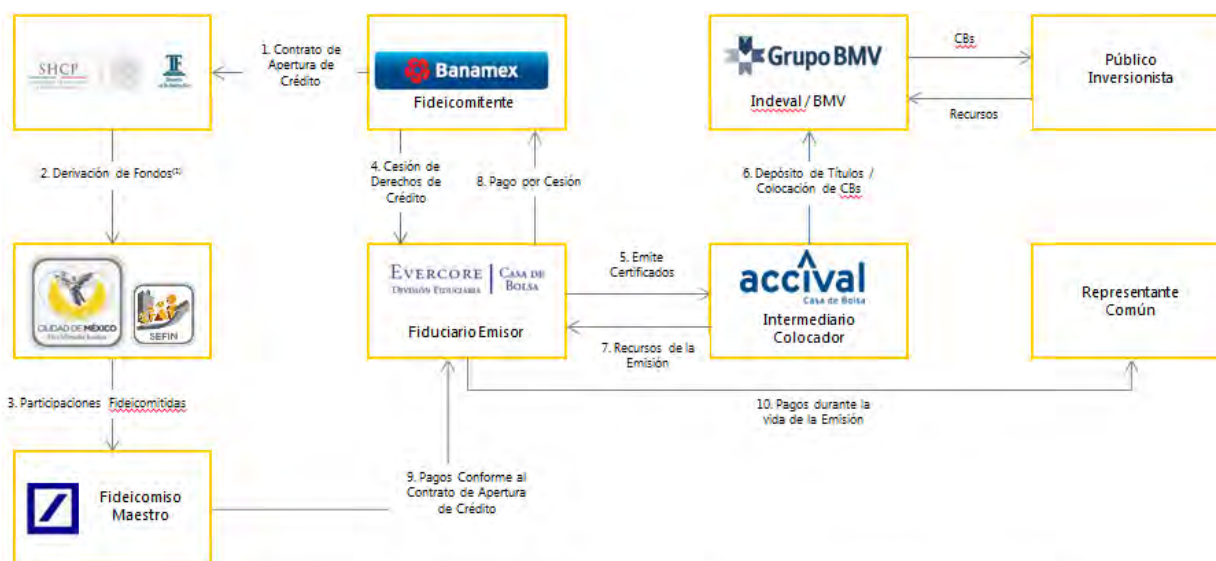 SHCP
1. Contrato de
Apertura de
Crédito
Banamex
Fideicomitente
Grupo BMV
Indeval / BMV
CBs
Recursos
Público
Inversionista
2. Derivación de Fondos(1)
4. Cesión de
Derechos de
Crédito
8. Pago por Cesión
6. Depósito de Títulos /
Colocación de CBs
CIUDAD DE MÉXICO
SEFIN
EVERCORE
DIVISIÓN FIDUCIARIA
CASA DE
BOLSA
Fiduciario Emisor
5. Emite
Certificados
7. Recursos de la
Emisión
accival
Casa de Bolsa
Intermediario
Colocador
Representante
Común
3. Participaciones Fideicomitidas
10. Pagos durante la
vida de la Emisión
Fideicomiso
Maestro
9. Pagos Conforme al
Contrato de Apertura
de Crédito